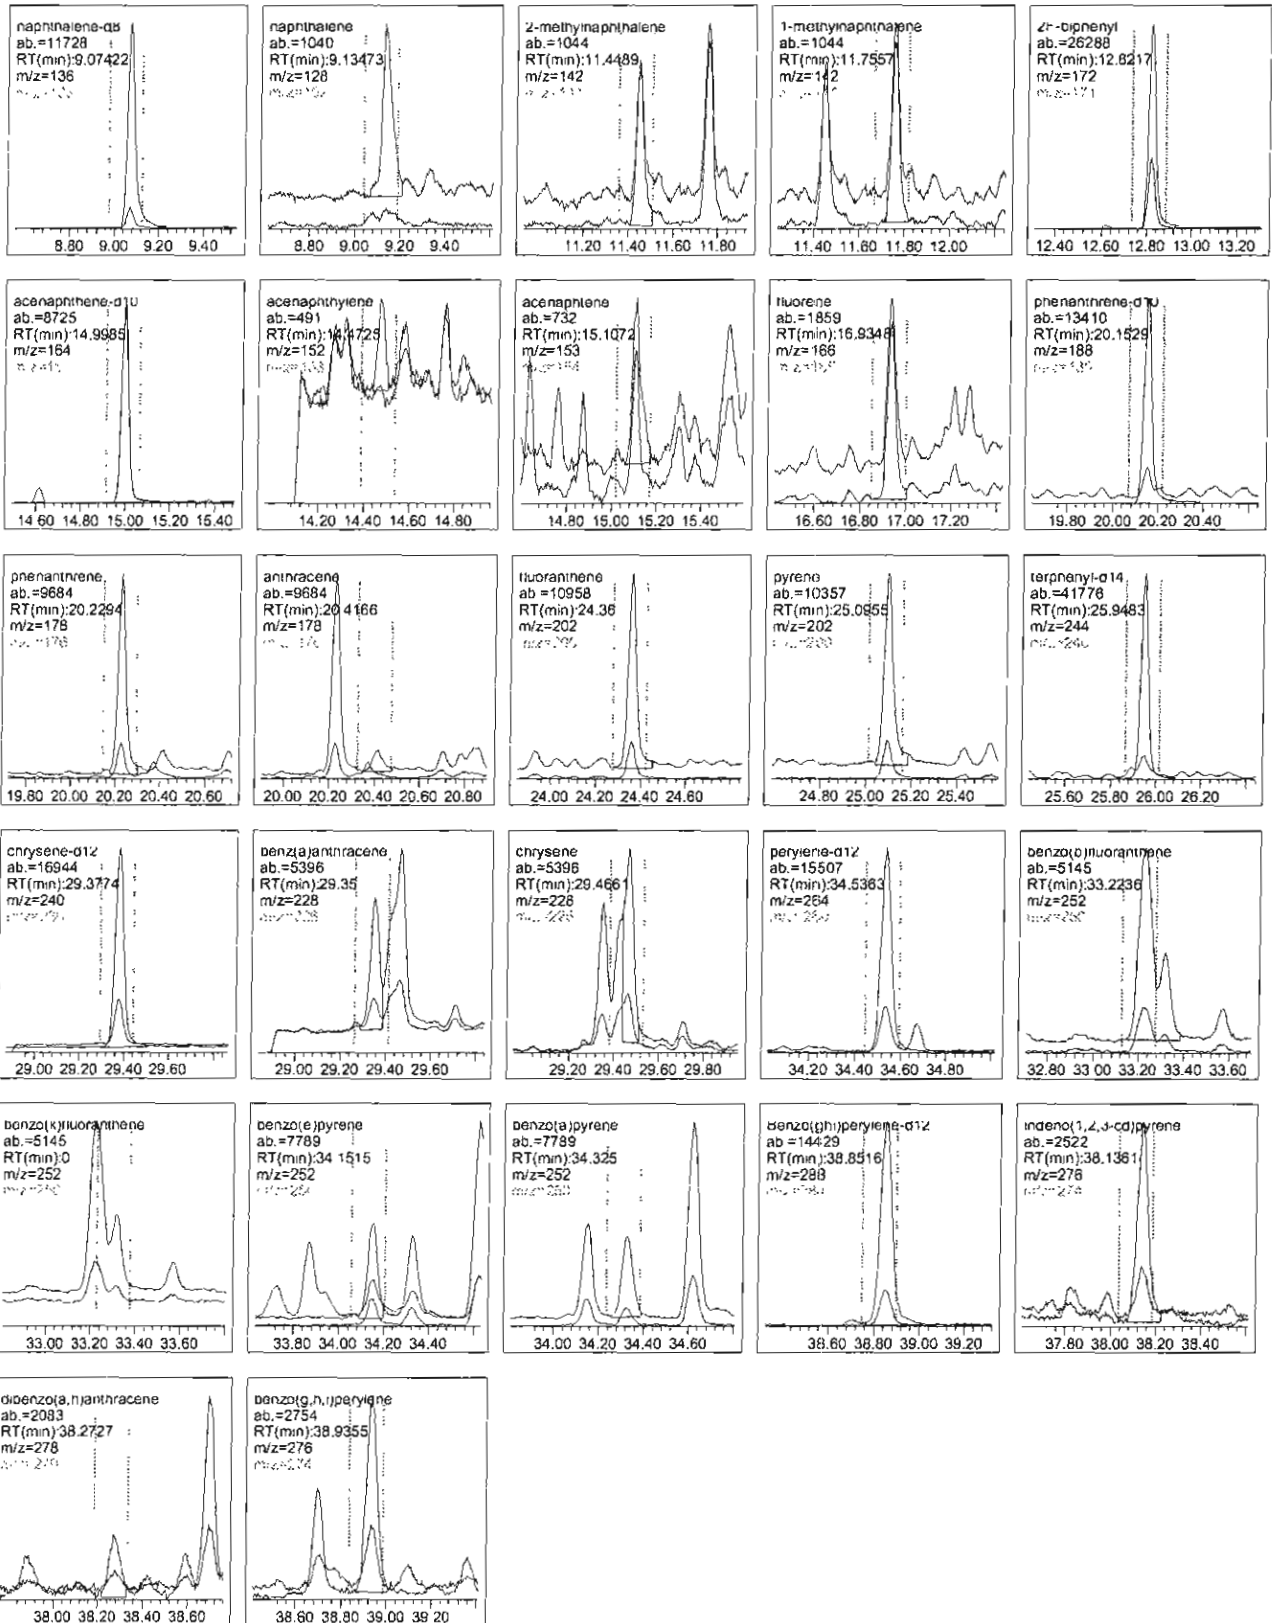 naphthalene-d8
ab.=11728
RT(min):9.07422
m/z=136
8.80 9.00 9.20 9.40
naphthalene
ab.=1040
RT(min):9.13473
m/z=128
8.80 9.00 9.20 9.40
2-methylnaphthalene
ab.=1044
RT(min):11.4489
m/z=142
11.20 11.40 11.60 11.80
1-methylnaphthalene
ab.=1044
RT(min):11.7557
m/z=142
11.40 11.60 11.80 12.00
2F-biphenyl
ab.=26288
RT(min):12.8217
m/z=172
12.40 12.60 12.80 13.00 13.20
acenaphthene-d10
ab.=8725
RT(min):14.9985
m/z=164
14.60 14.80 15.00 15.20 15.40
acenaphthylene
ab.=491
RT(min):14.4725
m/z=152
14.20 14.40 14.60 14.80
acenaphtene
ab.=732
RT(min):15.1072
m/z=153
14.80 15.00 15.20 15.40
fluorene
ab.=1859
RT(min):16.9348
m/z=166
16.60 16.80 17.00 17.20
phenanthrene-d10
ab.=13410
RT(min):20.1529
m/z=188
19.80 20.00 20.20 20.40
phenanthrene
ab.=9684
RT(min):20.2294
m/z=178
19.80 20.00 20.20 20.40 20.60
anthracene
ab.=9684
RT(min):20.4166
m/z=178
20.00 20.20 20.40 20.60 20.80
fluoranthene
ab.=10958
RT(min):24.36
m/z=202
24.00 24.20 24.40 24.60
pyrene
ab.=10357
RT(min):25.0955
m/z=202
24.80 25.00 25.20 25.40
terphenyl-d14
ab.=41776
RT(min):25.9483
m/z=244
25.60 25.80 26.00 26.20
chrysene-d12
ab.=16944
RT(min):29.3774
m/z=240
29.00 29.20 29.40 29.60
benz(a)anthracene
ab.=5396
RT(min):29.35
m/z=228
29.00 29.20 29.40 29.60
chrysene
ab.=5396
RT(min):29.4661
m/z=228
29.20 29.40 29.60 29.80
perylene-d12
ab.=15507
RT(min):34.5363
m/z=264
34.20 34.40 34.60 34.80
benzo(b)fluoranthene
ab.=5145
RT(min):33.2236
m/z=252
32.80 33.00 33.20 33.40 33.60
benzo(k)fluoranthene
ab.=5145
RT(min):0
m/z=252
33.00 33.20 33.40 33.60
benzo(e)pyrene
ab.=7789
RT(min):34.1515
m/z=252
33.80 34.00 34.20 34.40
benzo(a)pyrene
ab.=7789
RT(min):34.325
m/z=252
34.00 34.20 34.40 34.60
Benzo(ghi)perylene-d12
ab.=14429
RT(min):38.8516
m/z=288
38.60 38.80 39.00 39.20
indeno(1,2,3-cd)pyrene
ab.=2522
RT(min):38.1361
m/z=276
37.80 38.00 38.20 38.40
dibenzo(a,h)anthracene
ab.=2083
RT(min):38.2727
m/z=278
38.00 38.20 38.40 38.60
benzo(g,h,i)perylene
ab.=2754
RT(min):38.9355
m/z=276
38.60 38.80 39.00 39.20